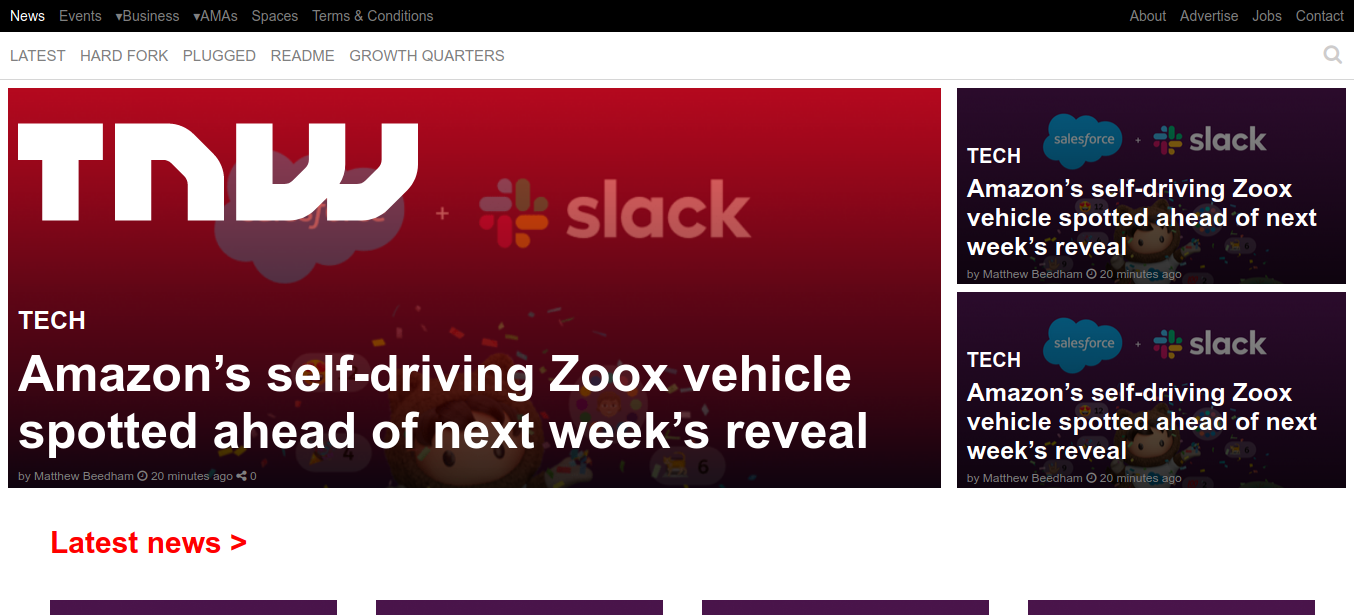 News Events ▾Business ▾AMAs Spaces Terms & Conditions About Advertise Jobs Contact
LATEST HARD FORK PLUGGED README GROWTH QUARTERS
TNW
+ slack
TECH
Amazon’s self-driving Zoox vehicle
spotted ahead of next week’s reveal
by Matthew Beedham 20 minutes ago 0
4
6
salesforce + slack
TECH
Amazon’s self-driving Zoox
vehicle spotted ahead of next
week’s reveal
by Matthew Beedham 20 minutes ago
salesforce + slack
TECH
Amazon’s self-driving Zoox
vehicle spotted ahead of next
week’s reveal
by Matthew Beedham 20 minutes ago
Latest news >